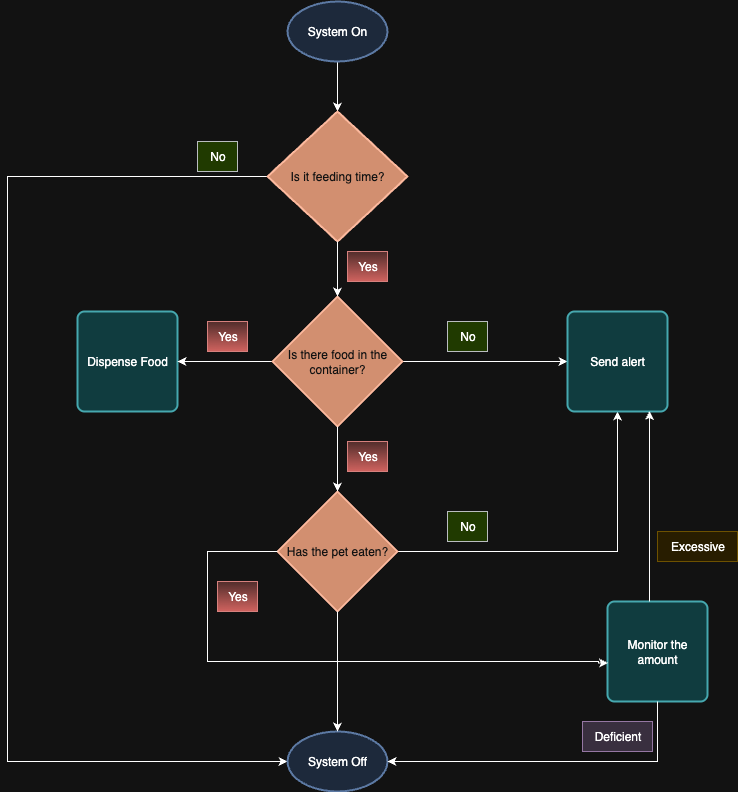 System On
No
Is it feeding time?
Yes
Yes
No
Dispense Food
Is there food in the
container?
Send alert
Yes
No
Has the pet eaten?
Excessive
Yes
Monitor the
amount
Deficient
System Off